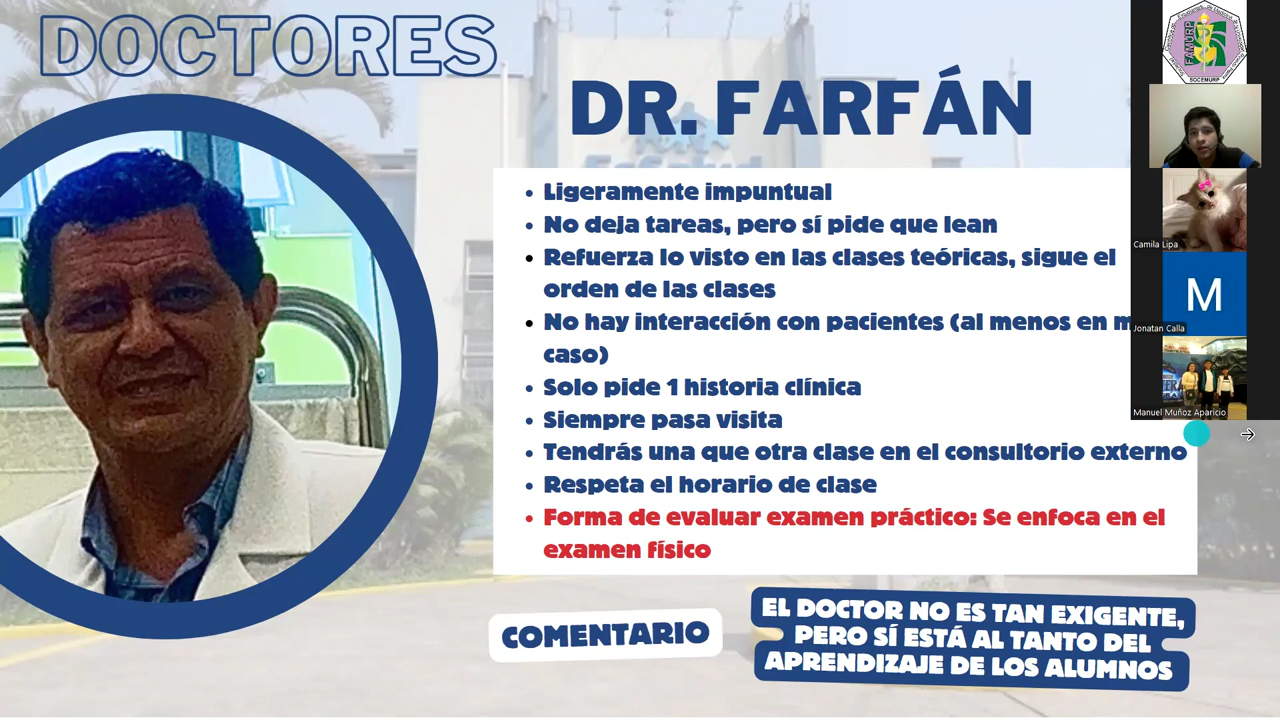 DOCTORES
DR. FARFÁN
EsSalud
• Ligeramente impuntual
• No deja tareas, pero sí pide que lean
• Refuerza lo visto en las clases teóricas, sigue el
orden de las clases
• No hay interacción con pacientes (al menos en m
caso)
• Solo pide 1 historia clínica
• Siempre pasa visita
• Tendrás una que otra clase en el consultorio externo
• Respeta el horario de clase
• Forma de evaluar examen práctico: Se enfoca en el
examen físico
COMENTARIO
EL DOCTOR NO ES TAN EXIGENTE,
PERO SÍ ESTÁ AL TANTO DEL
APRENDIZAJE DE LOS ALUMNOS
FAMURP
SOCEMURP
Camila Lipa
M
Jonatan Calla
Manuel Muñoz Aparicio